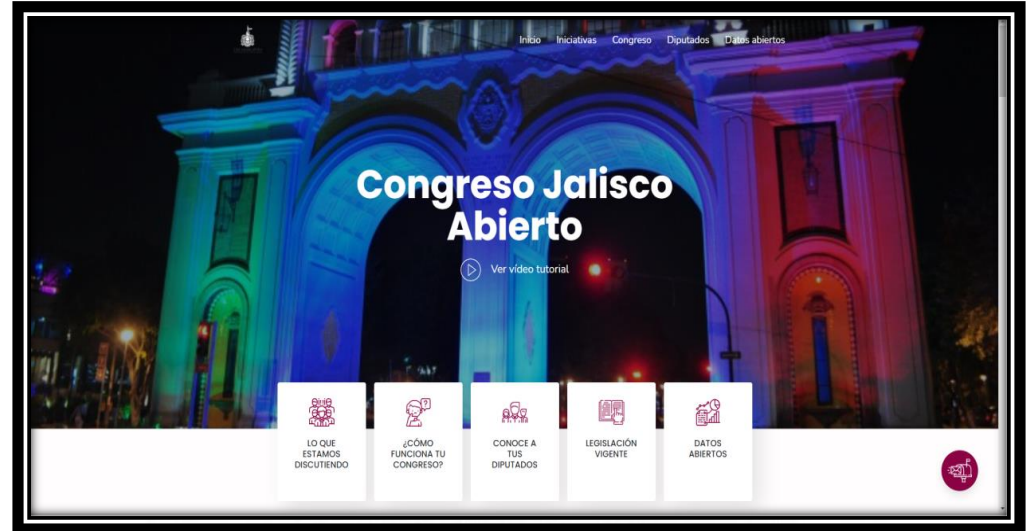 Inicio Iniciativas Congreso Diputados Datos abiertos
Congreso Jalisco
Abierto
Ver vídeo tutorial
LO QUE
ESTAMOS
DISCUTIENDO
¿CÓMO
FUNCIONA TU
CONGRESO?
CONOCE A
TUS
DIPUTADOS
LEGISLACIÓN
VIGENTE
DATOS
ABIERTOS